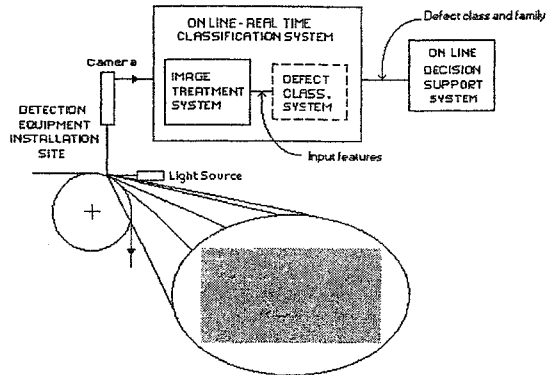 Defect class and family
ON LINE-REAL TIME
CLASSIFICATION SYSTEM
Camera
ON LINE
DECISION
SUPPORT
SYSTEM
IMAGE
TREATMENT
SYSTEM
DEFECT
CLASS.
SYSTEM
DETECTION
EQUIPMENT
INSTALLATION
SITE
Input features
Light Source